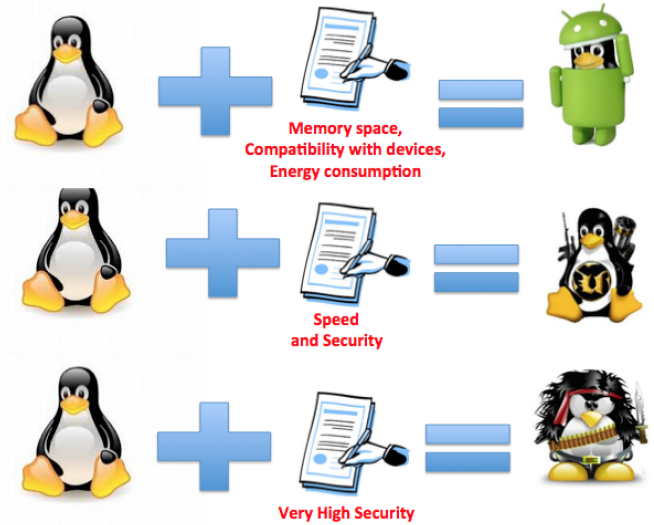 Memory space,
Compatibility with devices,
Energy consumption
Speed
and Security
Very High Security